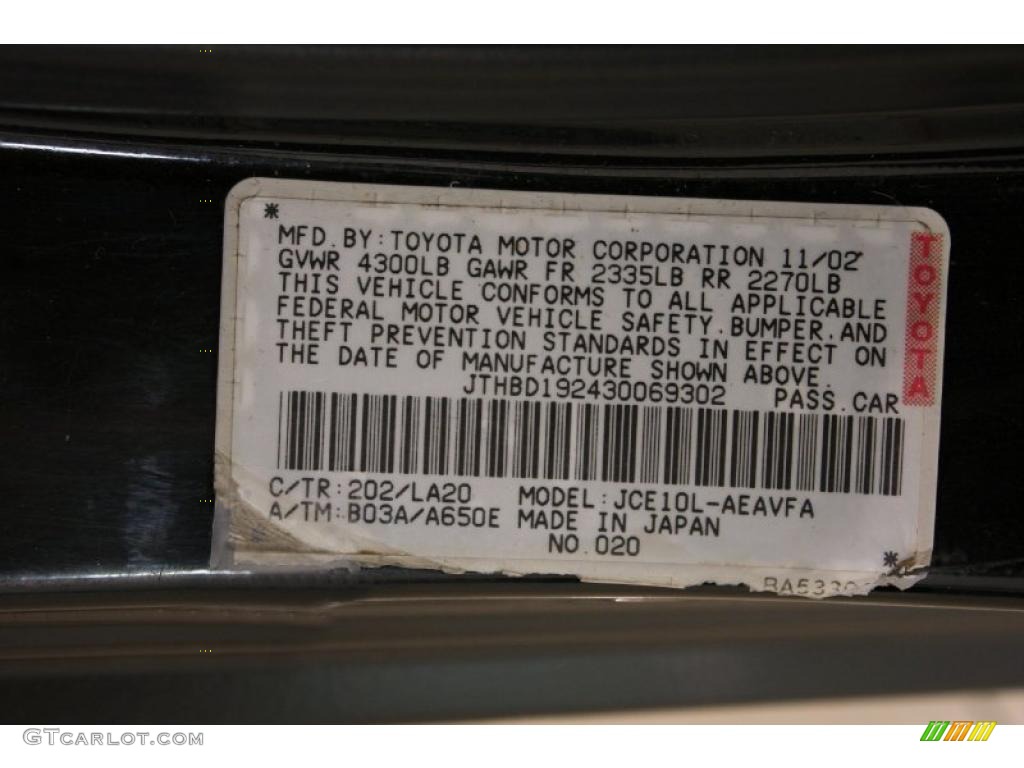 *
MFD. BY: TOYOTA MOTOR CORPORATION 11/02
GVWR 4300LB GAWR FR 2335LB RR 2270LB
THIS VEHICLE CONFORMS TO ALL APPLICABLE
FEDERAL MOTOR VEHICLE SAFETY, BUMPER, AND
THEFT PREVENTION STANDARDS IN EFFECT ON
THE DATE OF MANUFACTURE SHOWN ABOVE.
JTHBD192430069302 PASS. CAR
TOYOTA
C/TR: 202/LA20 MODEL: JCE10L-AEAVFA
A/TM: B03A/A650E MADE IN JAPAN
NO. 020
*
GTCARLOT.COM